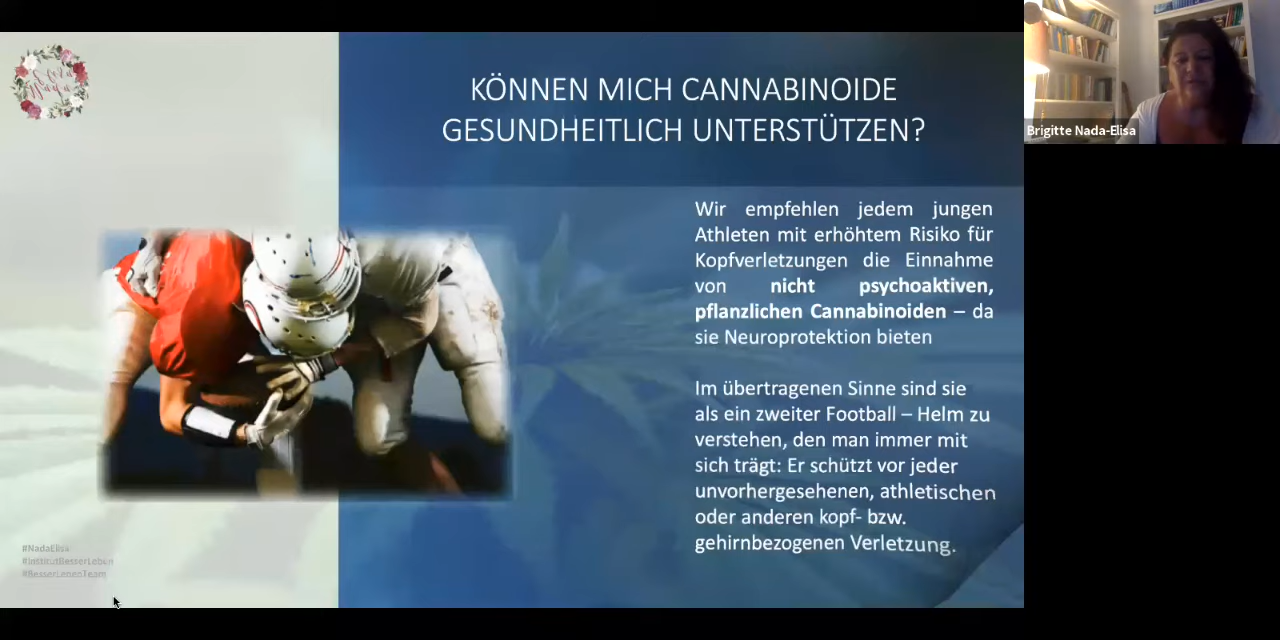 KÖNNEN MICH CANNABINOIDE
GESUNDHEITLICH UNTERSTÜTZEN?
Wir empfehlen jedem jungen
Athleten mit erhöhtem Risiko für
Kopfverletzungen die Einnahme
von nicht psychoaktiven,
pflanzlichen Cannabinoiden – da
sie Neuroprotektion bieten
Im übertragenen Sinne sind sie
als ein zweiter Football – Helm zu
verstehen, den man immer mit
sich trägt: Er schützt vor jeder
unvorhergesehenen, athletischen
oder anderen kopf- bzw.
gehirnbezogenen Verletzung.
#NadaElisa
#InstitutBesserLeben
#BesserLebenTeam
Brigitte Nada-Elisa